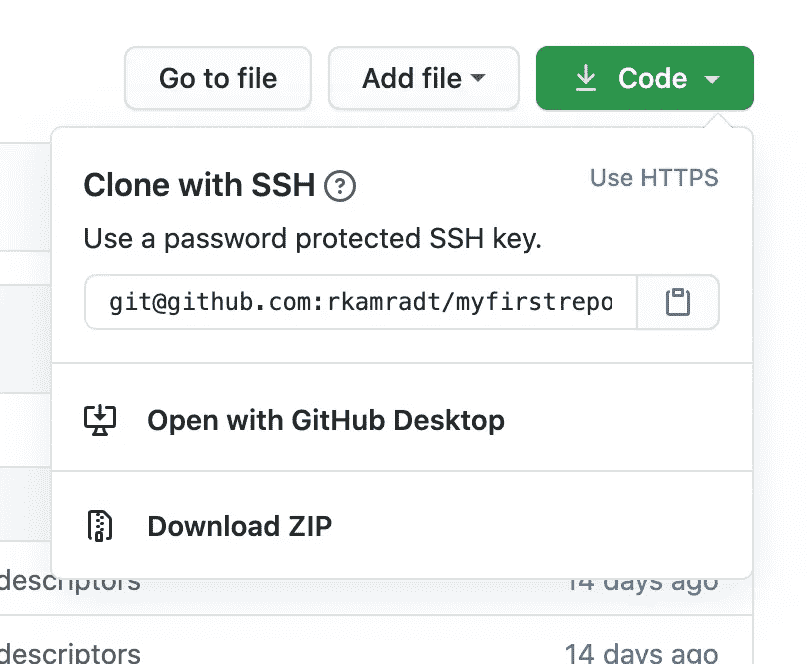 Go to file
Add file
Code
Clone with SSH ?
Use HTTPS
Use a password protected SSH key.
git@github.com:rkamradt/myfirstrepo
Open with GitHub Desktop
Download ZIP
descriptors
14 days ago
descriptors
14 days ago